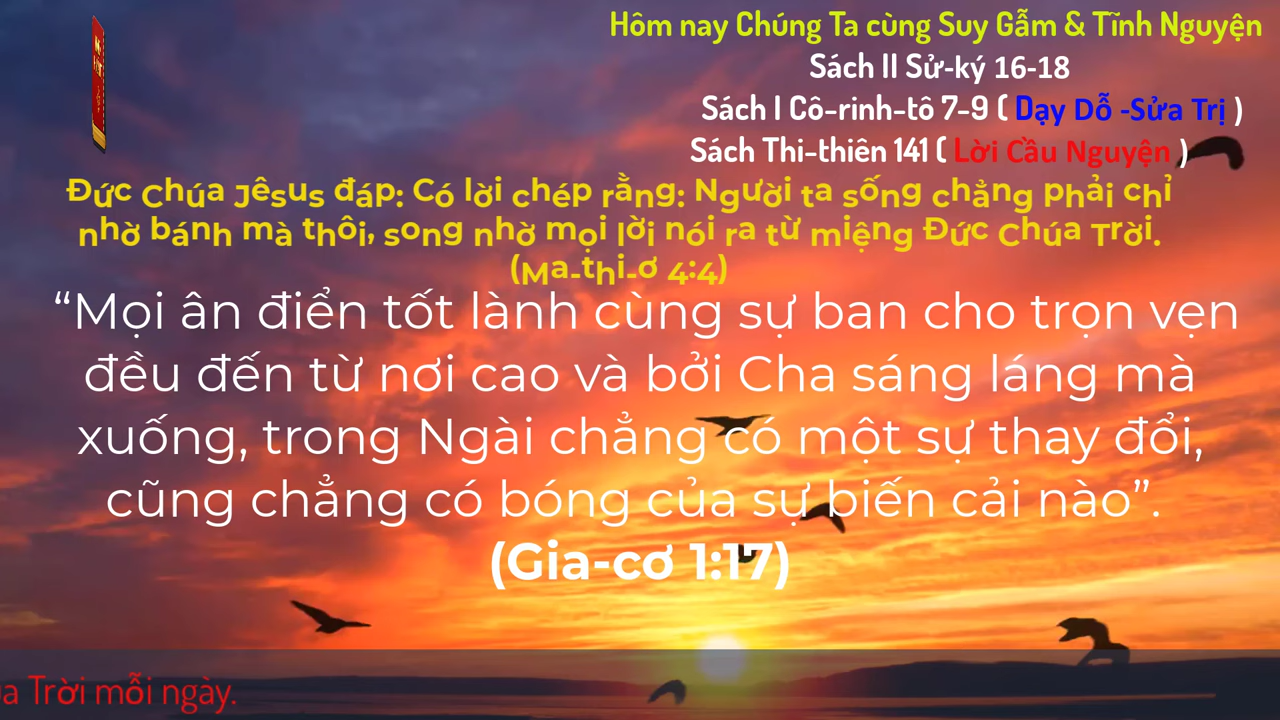 Hôm nay Chúng Ta cùng Suy Gẫm & Tĩnh Nguyện
Sách II Sử-ký 16-18
Sách I Cô-rinh-tô 7-9 ( Dạy Dỗ -Sửa Trị )
Sách Thi-thiên 141 ( Lời Cầu Nguyện )
Đức Chúa Jêsus đáp: Có lời chép rằng: Người ta sống chẳng phải chỉ
nhờ bánh mà thôi, song nhờ mọi lời nói ra từ miệng Đức Chúa Trời.
(Ma-thi-ơ 4:4)
“Mọi ân điển tốt lành cùng sự ban cho trọn vẹn
đều đến từ nơi cao và bởi Cha sáng láng mà
xuống, trong Ngài chẳng có một sự thay đổi,
cũng chẳng có bóng của sự biến cải nào”.
(Gia-cơ 1:17)
Trời mỗi ngày.